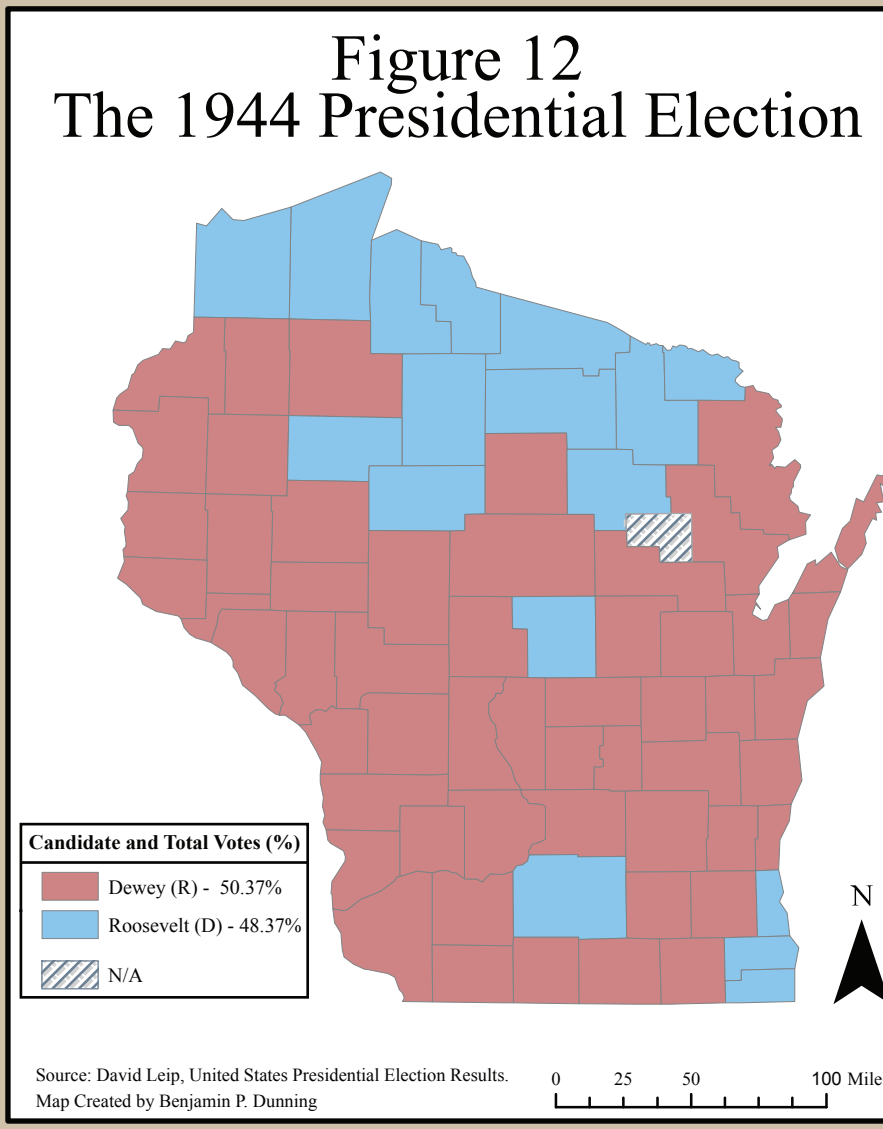 Figure 12
The 1944 Presidential Election
Candidate and Total Votes (%)
Dewey (R) - 50.37%
Roosevelt (D) - 48.37%
N/A
N
Source: David Leip, United States Presidential Election Results.
Map Created by Benjamin P. Dunning
0 25 50 100 Mile